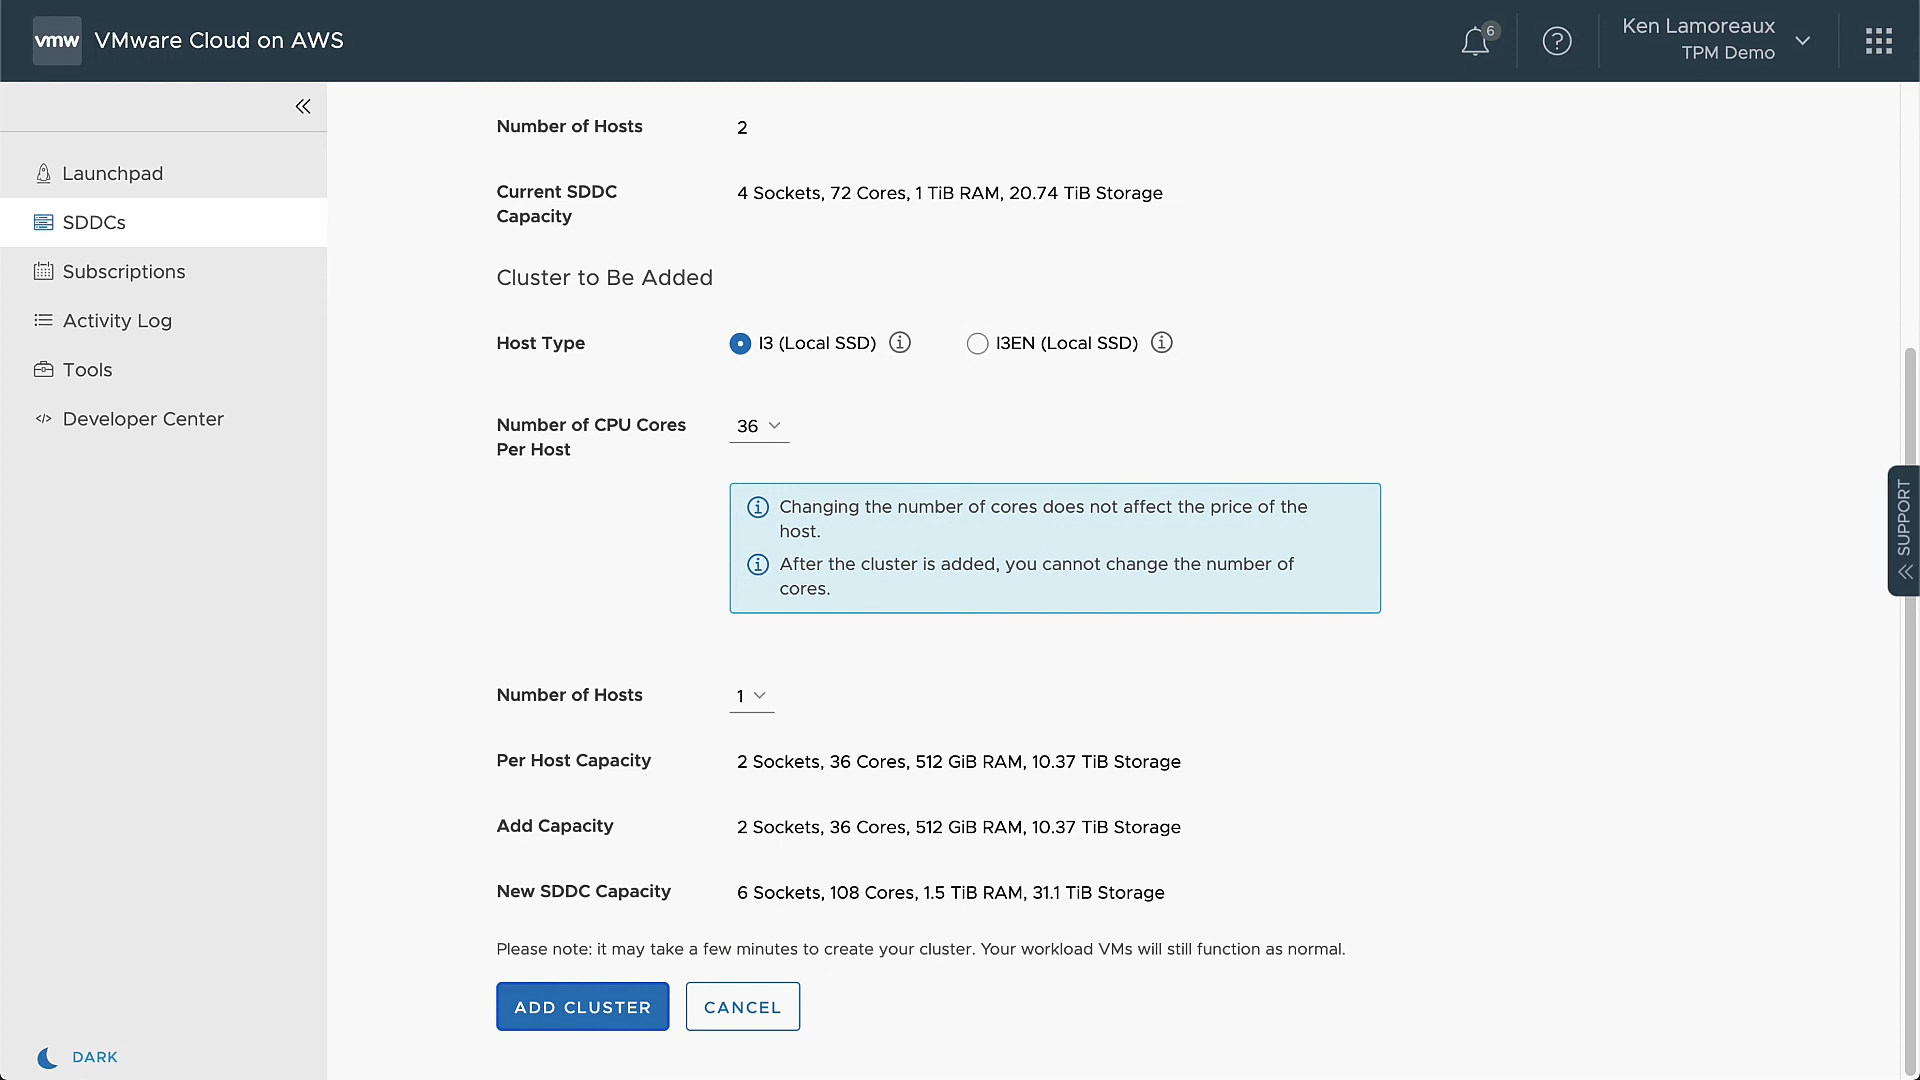 vmw VMware Cloud on AWS
6
Ken Lamoreaux
TPM Demo
Launchpad
SDDCs
Subscriptions
Activity Log
Tools
Developer Center
DARK
Number of Hosts 2
Current SDDC
Capacity
4 Sockets, 72 Cores, 1 TiB RAM, 20.74 TiB Storage
Cluster to Be Added
Host Type I3 (Local SSD) I3EN (Local SSD)
Number of CPU Cores
Per Host
36
Changing the number of cores does not affect the price of the
host.
After the cluster is added, you cannot change the number of
cores.
Number of Hosts 1
Per Host Capacity 2 Sockets, 36 Cores, 512 GiB RAM, 10.37 TiB Storage
Add Capacity 2 Sockets, 36 Cores, 512 GiB RAM, 10.37 TiB Storage
New SDDC Capacity 6 Sockets, 108 Cores, 1.5 TiB RAM, 31.1 TiB Storage
Please note: it may take a few minutes to create your cluster. Your workload VMs will still function as normal.
ADD CLUSTER CANCEL
SUPPORT